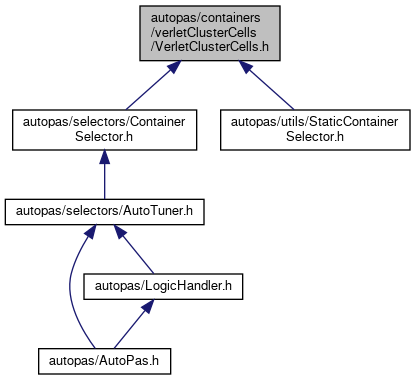 autopas/containers
/verletClusterCells
/VerletClusterCells.h
autopas/selectors/Container
Selector.h
autopas/utils/StaticContainer
Selector.h
autopas/selectors/AutoTuner.h
autopas/LogicHandler.h
autopas/AutoPas.h